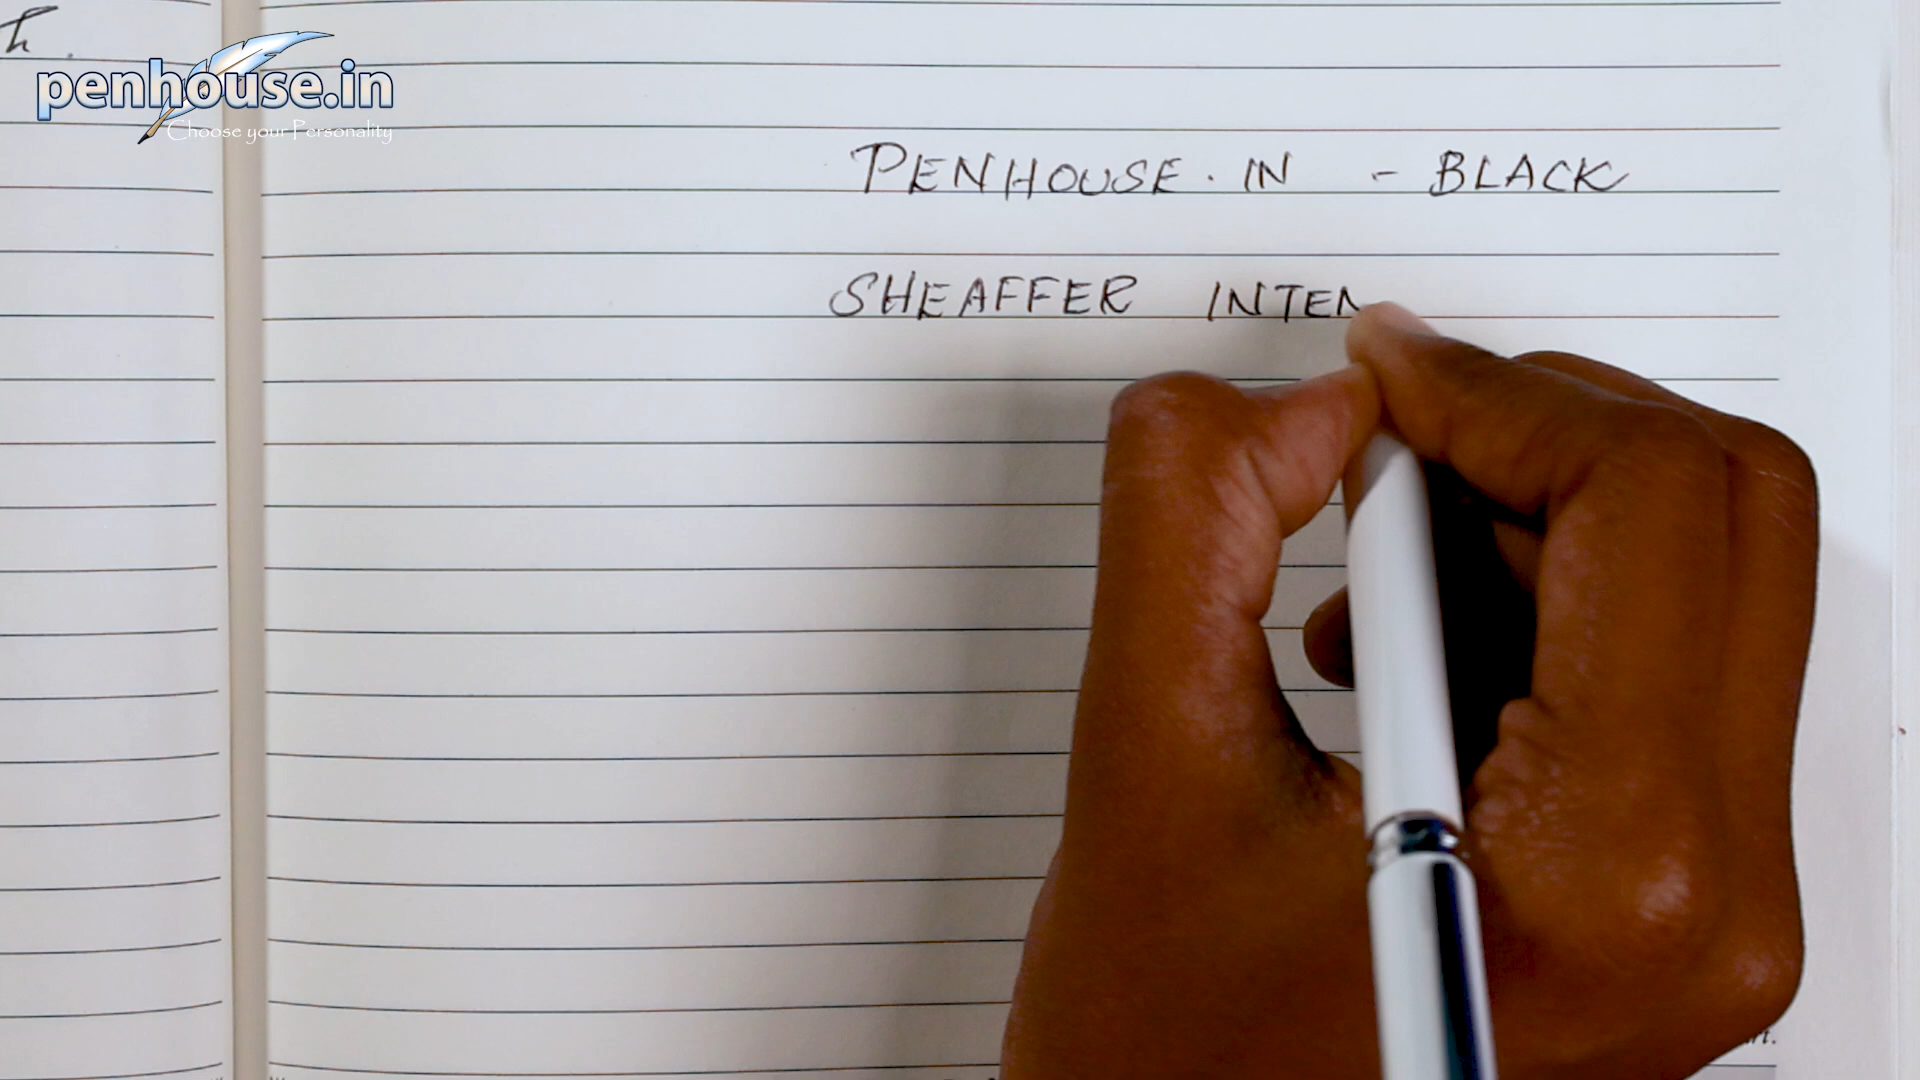 penhouse.in
Choose your Personality
PENHOUSE.IN - BLACK
SHEAFFER INTEN